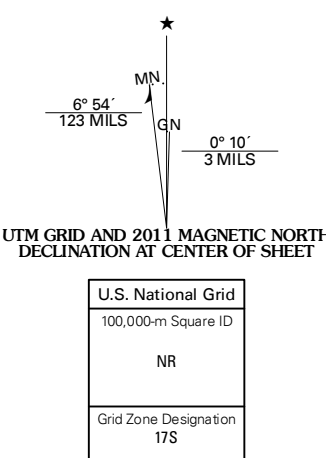 ★
MN.
6° 54´
123 MILS
GN
0° 10´
3 MILS
UTM GRID AND 2011 MAGNETIC NORTH
DECLINATION AT CENTER OF SHEET
U.S. National Grid
100,000-m Square ID
NR
Grid Zone Designation
17S